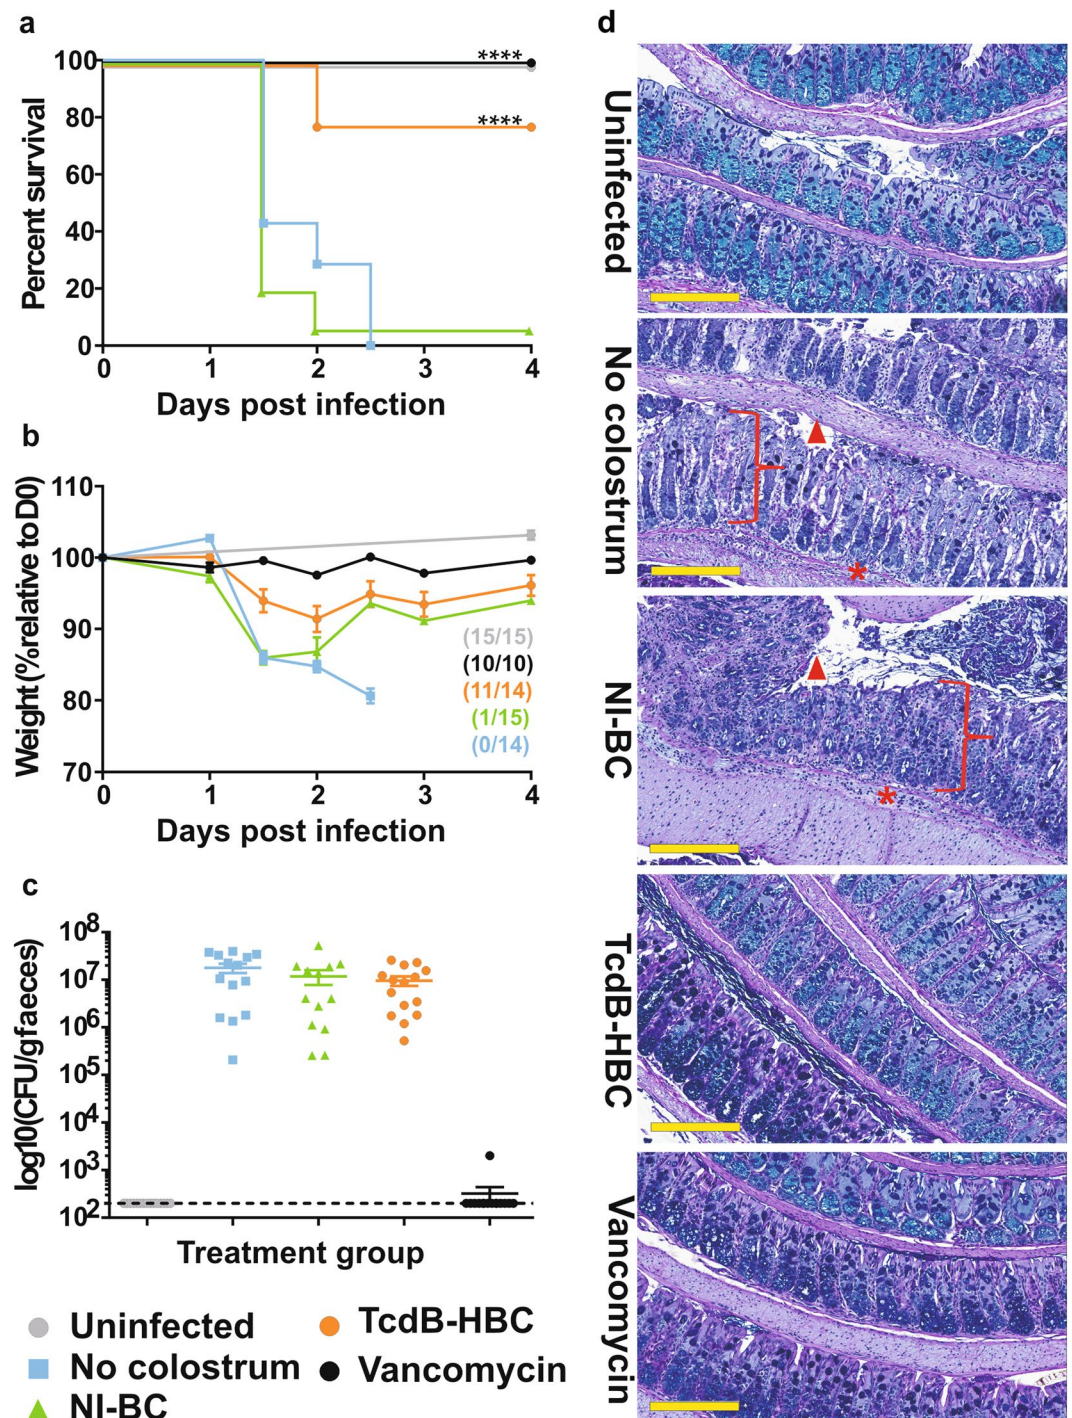 a
****
****
100
80
60
40
20
0
Percent survival
0 1 2 3 4
Days post infection
b
110
100
90
80
70
Weight (% relative to D0)
(15/15)
(10/10)
(11/14)
(1/15)
(0/14)
0 1 2 3 4
Days post infection
c
10^8
10^7
10^6
10^5
10^4
10^3
10^2
log10(CFU/gfaeces)
Treatment group
Uninfected
No colostrum
NI-BC
TcdB-HBC
Vancomycin
d
Uninfected
No colostrum
*
NI-BC
*
TcdB-HBC
Vancomycin